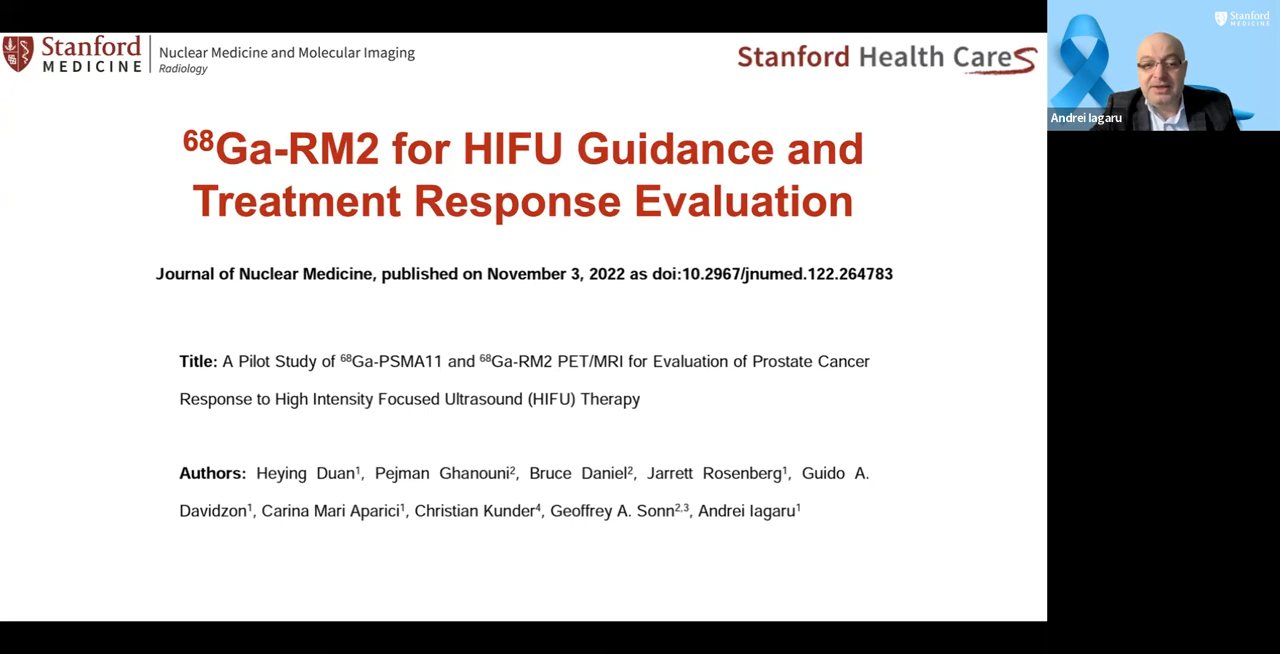 Stanford
MEDICINE
Nuclear Medicine and Molecular Imaging
Radiology
Stanford Health Care
⁶⁸Ga-RM2 for HIFU Guidance and
Treatment Response Evaluation
Journal of Nuclear Medicine, published on November 3, 2022 as doi:10.2967/jnumed.122.264783
Title: A Pilot Study of ⁶⁸Ga-PSMA11 and ⁶⁸Ga-RM2 PET/MRI for Evaluation of Prostate Cancer
Response to High Intensity Focused Ultrasound (HIFU) Therapy
Authors: Heying Duan¹, Pejman Ghanouni², Bruce Daniel², Jarrett Rosenberg¹, Guido A.
Davidzon¹, Carina Mari Aparici¹, Christian Kunder⁴, Geoffrey A. Sonn²,³, Andrei Iagaru¹
Stanford
MEDICINE
Andrei Iagaru